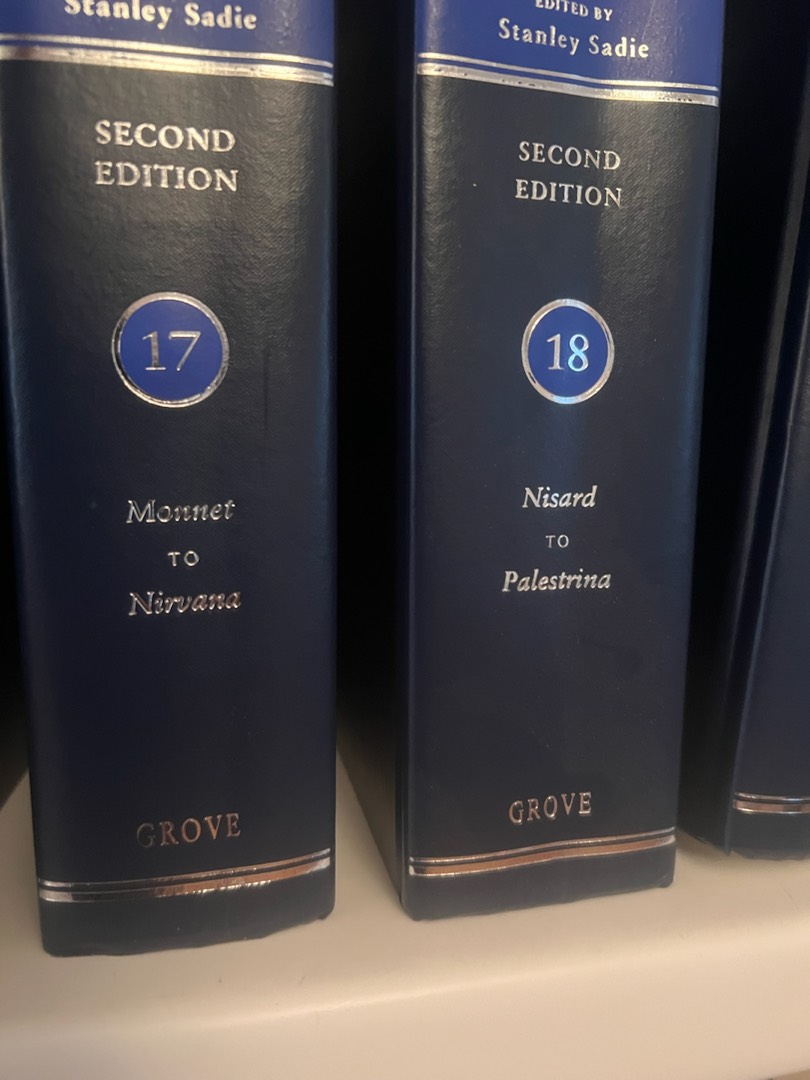 Stanley Sadie
SECOND
EDITION
17
Monnet
TO
Nirvana
GROVE
EDITED BY
Stanley Sadie
SECOND
EDITION
18
Nisard
TO
Palestrina
GROVE